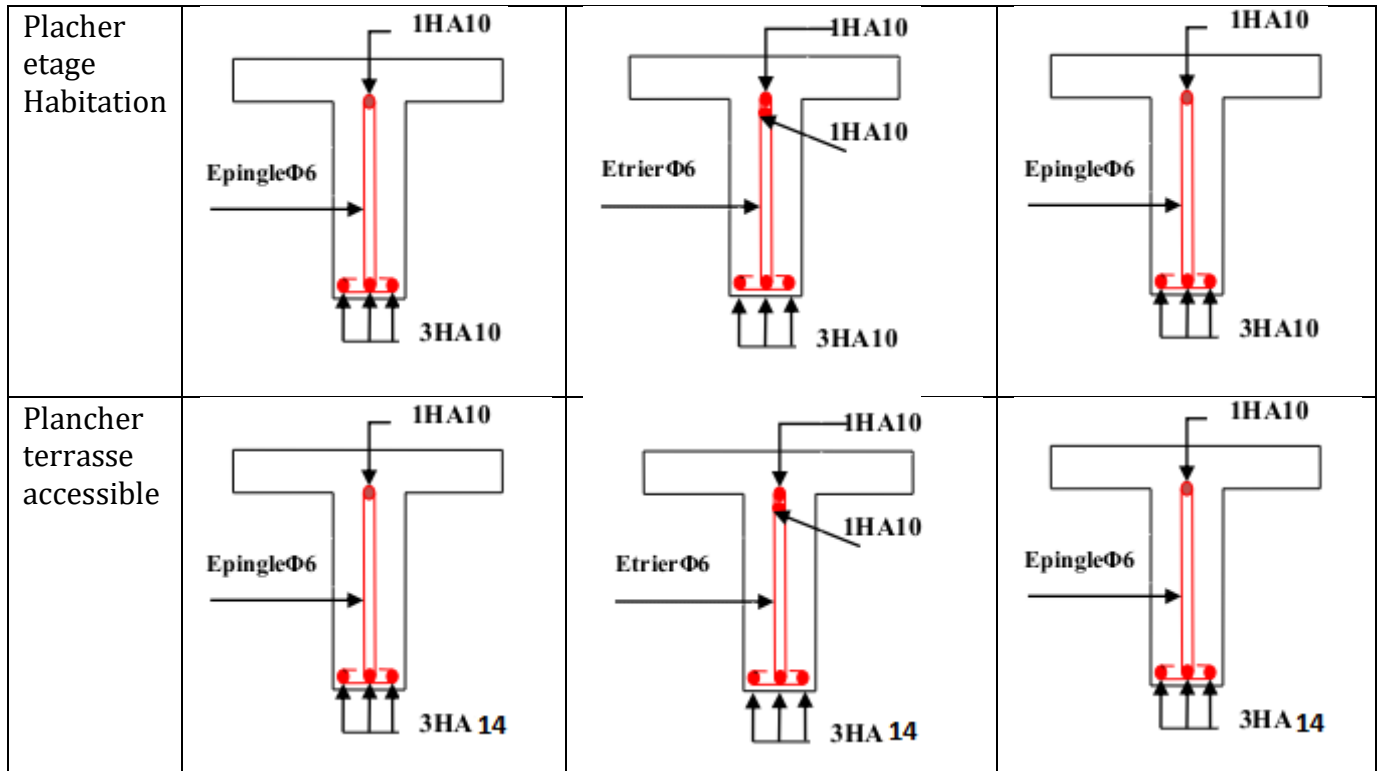 Placher
etage
Habitation
1HA10
EpingleΦ6
3HA10
1HA10
1HA10
EtrierΦ6
3HA10
1HA10
EpingleΦ6
3HA10
Plancher
terrasse
accessible
1HA10
EpingleΦ6
3HA 14
1HA10
1HA10
EtrierΦ6
3HA 14
1HA10
EpingleΦ6
3HA 14